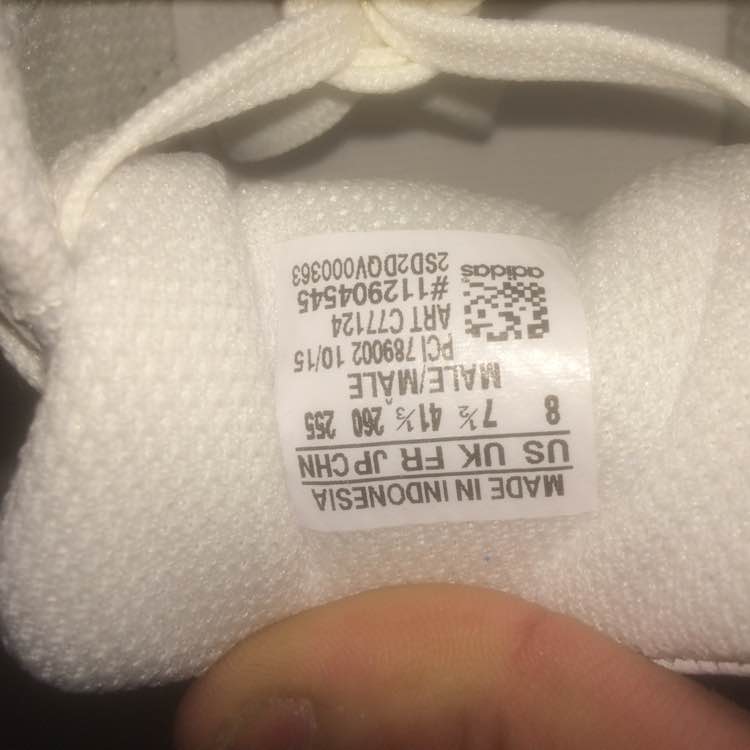 MADE IN INDONESIA
US UK FR JP CHN
8 7½ 41⅓ 260 255
MALE/MÂLE
PCI 789002 10/15
ART C77124
#112904545
2SD2DQV000363
adidas